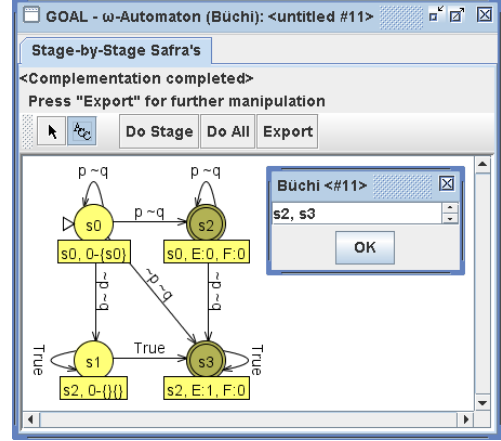 GOAL - ω-Automaton (Büchi): <untitled #11>
Stage-by-Stage Safra's
<Complementation completed>
Press "Export" for further manipulation
Acc
Do Stage
Do All
Export
Büchi <#11>
s2, s3
OK
p ~q
p ~q
s0
p ~q
s2
s0, 0-{s0}
s0, E:0, F:0
~p ~q
~p ~q
~p ~q
True
s1
True
s3
True
s2, 0-{}{}
s2, E:1, F:0